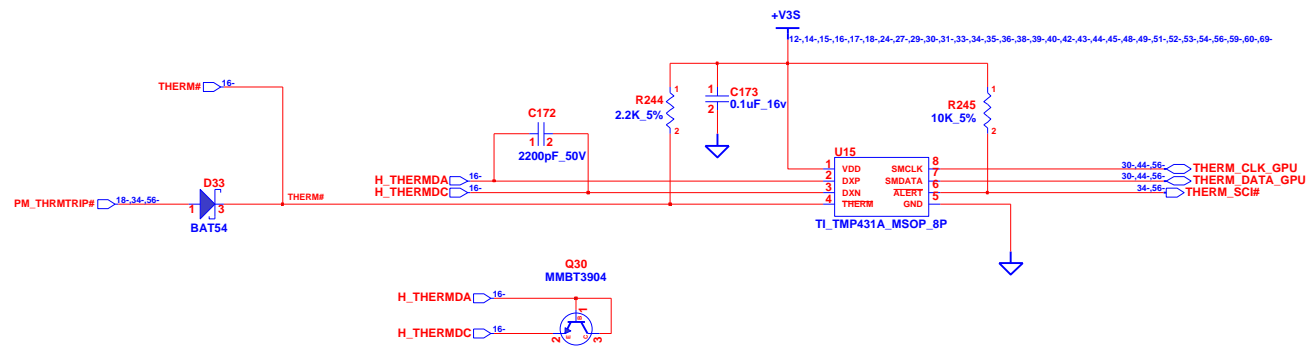 +V3S
12-,14-,15-,16-,17-,18-,24-,27-,29-,30-,31-,33-,34-,35-,36-,38-,39-,40-,42-,43-,44-,45-,48-,49-,51-,52-,53-,54-,56-,59-,60-,69-
THERM# 16-
C172
1 2
2200pF_50V
R244
2.2K_5%
1
2
1
2
C173
0.1uF_16v
R245
10K_5%
1
2
U15
1 VDD SMCLK 8 30-,44-,56- THERM_CLK_GPU
H_THERMDA 16- 2 DXP SMDATA 7 30-,44-,56- THERM_DATA_GPU
H_THERMDC 16- 3 DXN ALERT 6 34-,56- THERM_SCI#
4 THERM GND 5
TI_TMP431A_MSOP_8P
D33
PM_THRMTRIP# 18-,34-,56- 1 3 THERM#
BAT54
Q30
MMBT3904
H_THERMDA 16-
B 1
H_THERMDC 16-
2 E C 3